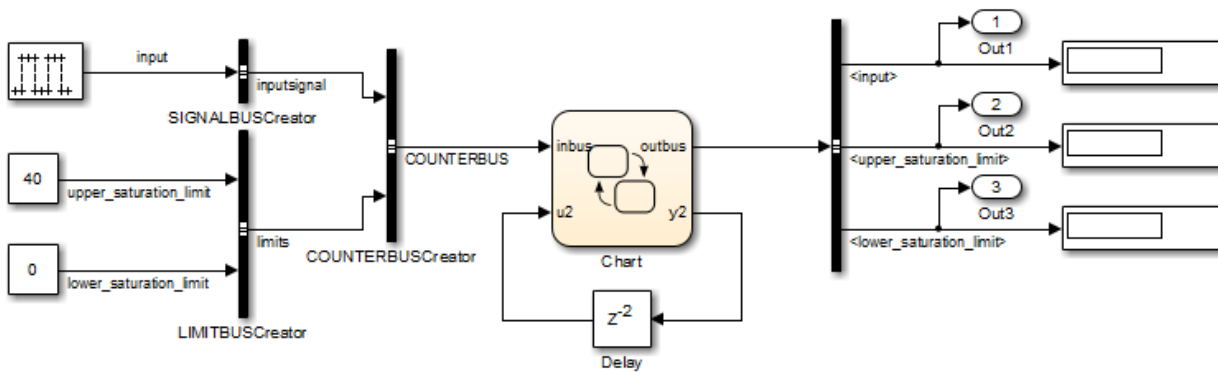 1
input
Out1
inputsignal
<input>
SIGNALBUSCreator
2
Out2
inbus
outbus
40
COUNTERBUS
<upper_saturation_limit>
upper_saturation_limit
3
u2
y2
Out3
limits
<lower_saturation_limit>
COUNTERBUSCreator
Chart
0
lower_saturation_limit
Z-2
LIMITBUSCreator
Delay